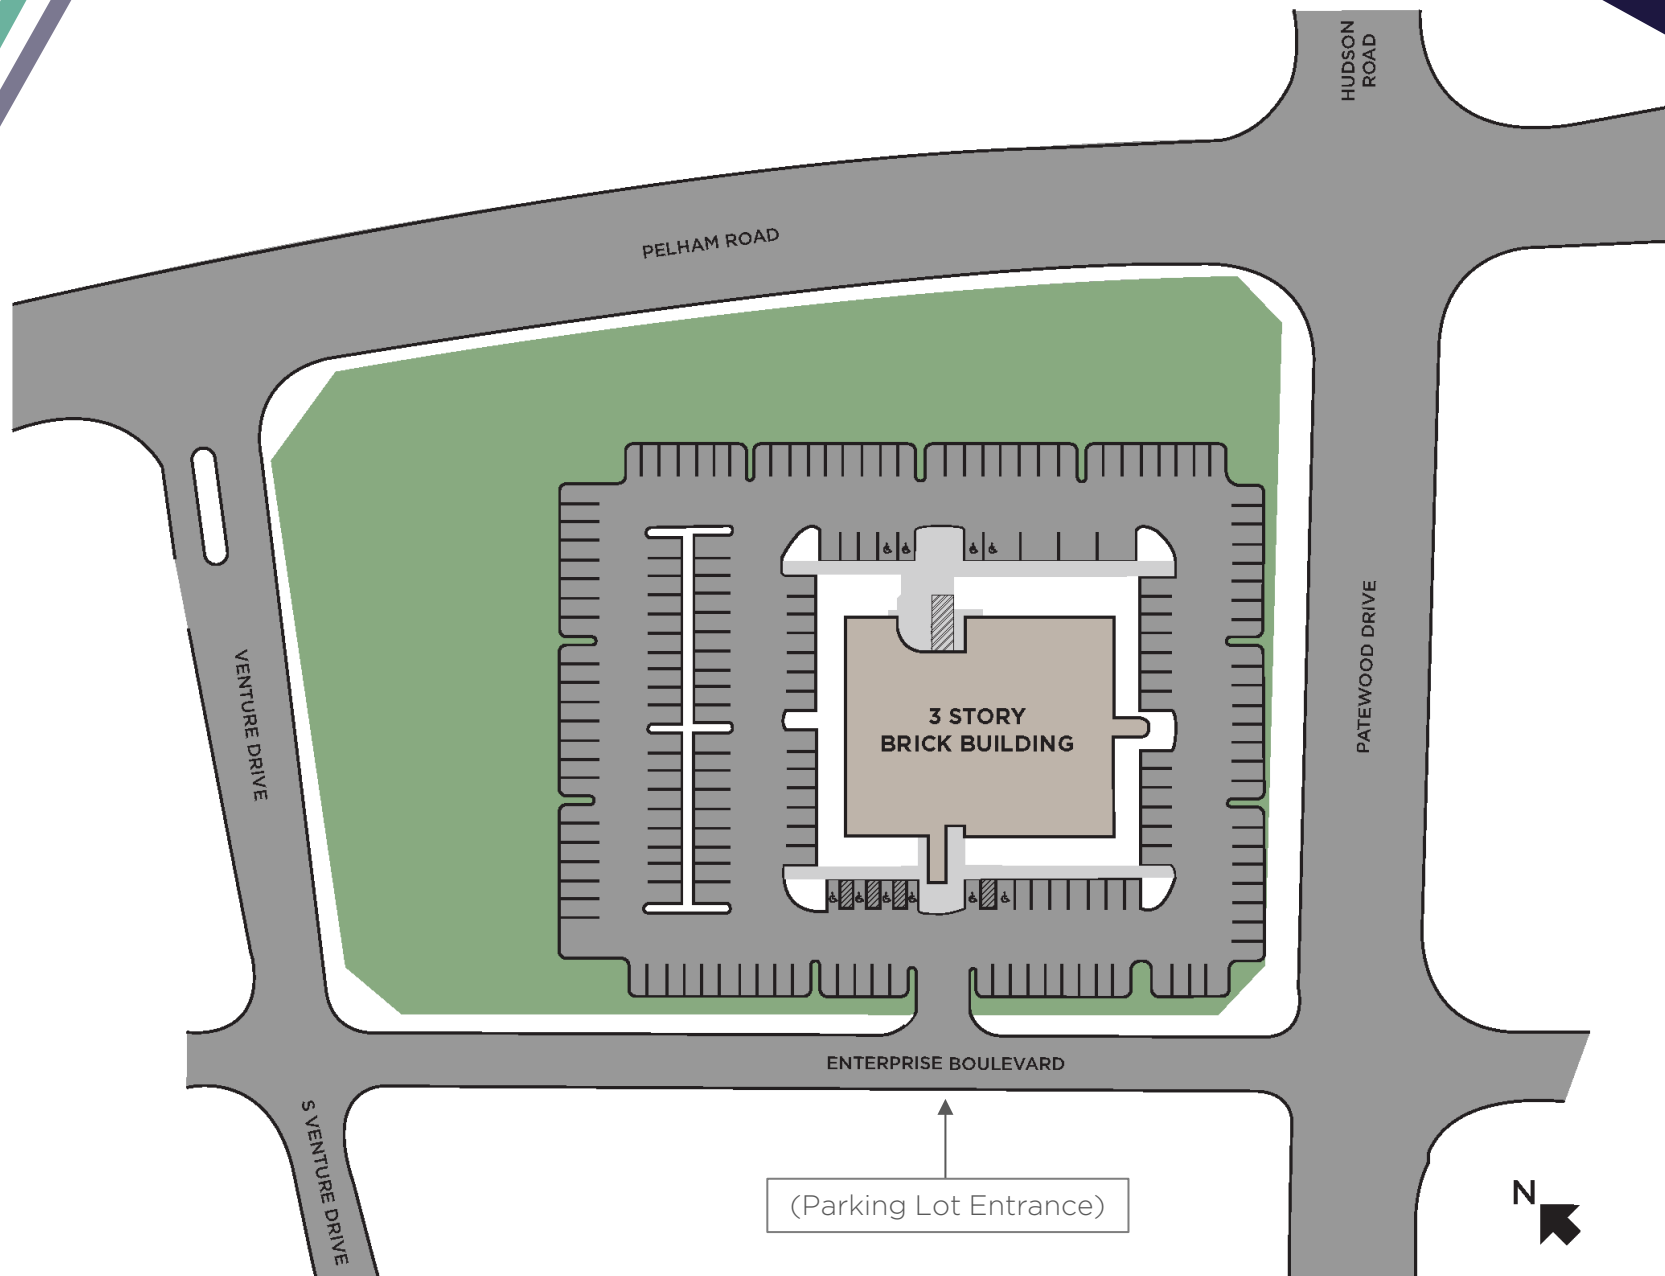 HUDSON
ROAD
PELHAM ROAD
PATEWOOD DRIVE
VENTURE DRIVE
3 STORY
BRICK BUILDING
ENTERPRISE BOULEVARD
S VENTURE DRIVE
(Parking Lot Entrance)
N